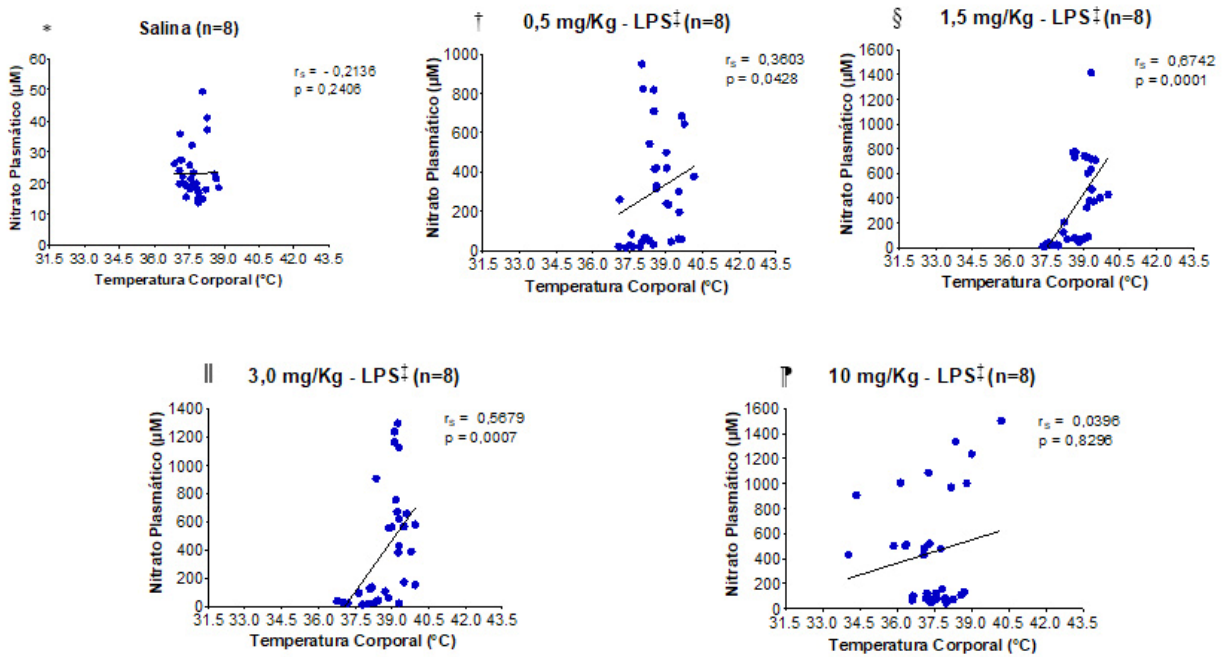 * Salina (n=8)
rₛ = - 0,2136
p = 0,2406
Nitrato Plasmático (µM)
60
50
40
30
20
10
0
31.5 33.0 34.5 36.0 37.5 39.0 40.5 42.0 43.5
Temperatura Corporal (°C)
† 0,5 mg/Kg - LPS‡ (n=8)
rₛ = 0,3603
p = 0,0428
Nitrato Plasmático (µM)
1000
800
600
400
200
0
31.5 33.0 34.5 36.0 37.5 39.0 40.5 42.0 43.5
Temperatura Corporal (°C)
§ 1,5 mg/Kg - LPS‡ (n=8)
rₛ = 0,6742
p = 0,0001
Nitrato Plasmático (µM)
1600
1400
1200
1000
800
600
400
200
0
31.5 33.0 34.5 36.0 37.5 39.0 40.5 42.0 43.5
Temperatura Corporal (°C)
‖ 3,0 mg/Kg - LPS‡ (n=8)
rₛ = 0,5679
p = 0,0007
Nitrato Plasmático (µM)
1400
1200
1000
800
600
400
200
0
31.5 33.0 34.5 36.0 37.5 39.0 40.5 42.0 43.5
Temperatura Corporal (°C)
¶ 10 mg/Kg - LPS‡ (n=8)
rₛ = 0,0396
p = 0,8296
Nitrato Plasmático (µM)
1600
1400
1200
1000
800
600
400
200
0
31.5 33.0 34.5 36.0 37.5 39.0 40.5 42.0 43.5
Temperatura Corporal (°C)